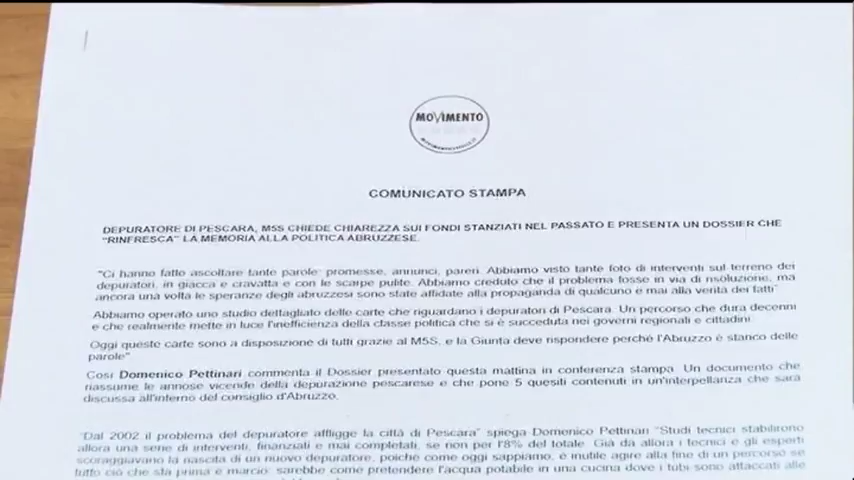 MOVIMENTO
COMUNICATO STAMPA
DEPURATORE DI PESCARA, M5S CHIEDE CHIAREZZA SUI FONDI STANZIATI NEL PASSATO E PRESENTA UN DOSSIER CHE
"RINFRESCA" LA MEMORIA ALLA POLITICA ABRUZZESE.
"Ci hanno fatto ascoltare tante parole: promesse, annunci, pareri. Abbiamo visto tante foto di interventi sul terreno dei
depuratori, in giacca e cravatta e con le scarpe pulite. Abbiamo creduto che il problema fosse in via di risoluzione, ma
ancora una volta le speranze degli abruzzesi sono state affidate alla propaganda di qualcuno e mai alla verità dei fatti"
Abbiamo operato uno studio dettagliato delle carte che riguardano i depuratori di Pescara. Un percorso che dura decenni
e che realmente mette in luce l'inefficienza della classe politica che si è succeduta nei governi regionali e cittadini.
Oggi queste carte sono a disposizione di tutti grazie al M5S, e la Giunta deve rispondere perché l'Abruzzo è stanco delle
parole"
Così Domenico Pettinari commenta il Dossier presentato questa mattina in conferenza stampa. Un documento che
riassume le annose vicende della depurazione pescarese e che pone 5 quesiti contenuti in un'interpellanza che sarà
discussa all'interno del consiglio d'Abruzzo.
"Dal 2002 il problema del depuratore affligge la città di Pescara" spiega Domenico Pettinari "Studi tecnici stabilirono
allora una serie di interventi, finanziati e mai completati, se non per l'8% del totale. Già da allora i tecnici e gli esperti
scoraggiavano la nascita di un nuovo depuratore, poiché come oggi sappiamo, è inutile agire alla fine di un percorso se
tutto ciò che sta prima è marcio: sarebbe come pretendere l'acqua potabile in una cucina dove i tubi sono attaccati alle